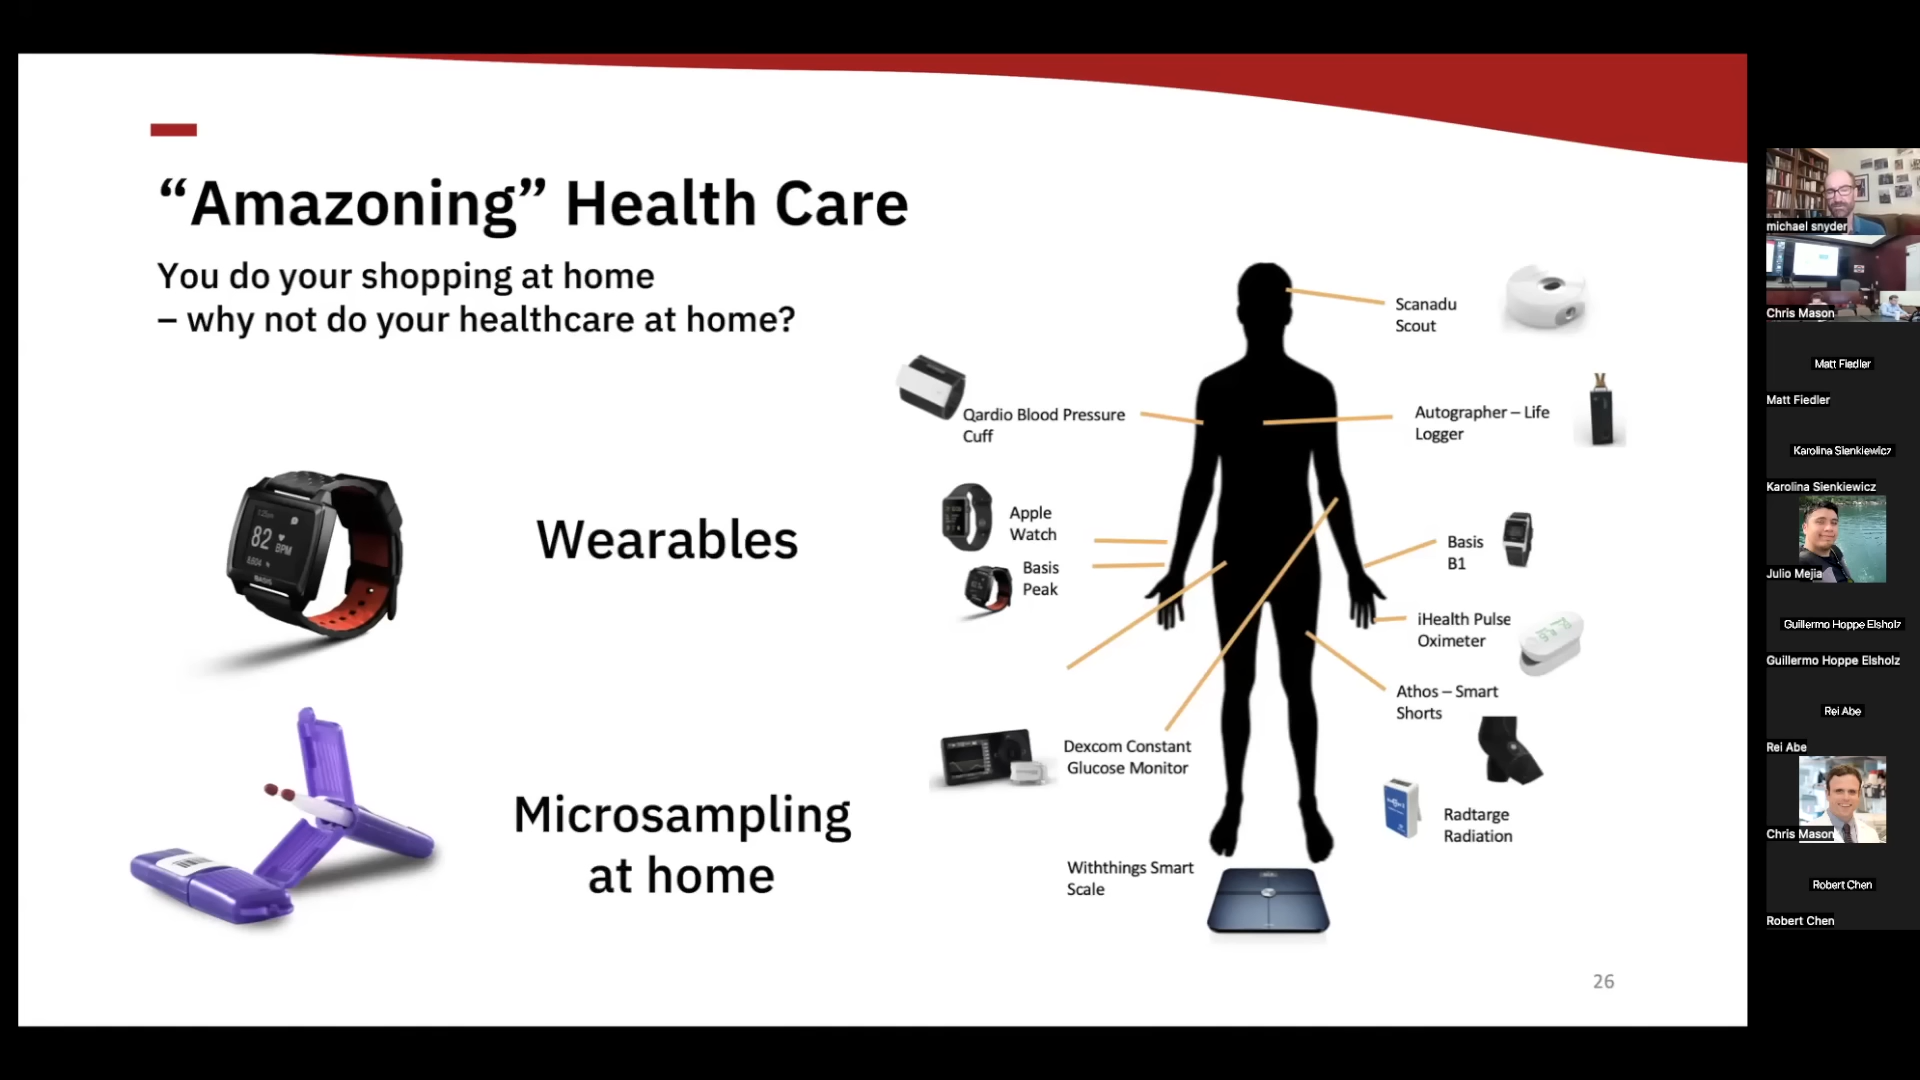 “Amazoning” Health Care
You do your shopping at home
– why not do your healthcare at home?
Wearables
82
BPM
BASIS
Microsampling
at home
Scanadu
Scout
Qardio Blood Pressure
Cuff
Autographer – Life
Logger
Apple
Watch
Basis
Peak
Basis
B1
iHealth Pulse
Oximeter
Athos – Smart
Shorts
Dexcom Constant
Glucose Monitor
Radtarge
Radiation
Withthings Smart
Scale
26
michael snyder
Chris Mason
Matt Fiedler
Matt Fiedler
Karolina Sienkiewicz
Karolina Sienkiewicz
Julio Mejia
Guillermo Hoppe Elsholz
Guillermo Hoppe Elsholz
Rei Abe
Rei Abe
Chris Mason
Robert Chen
Robert Chen